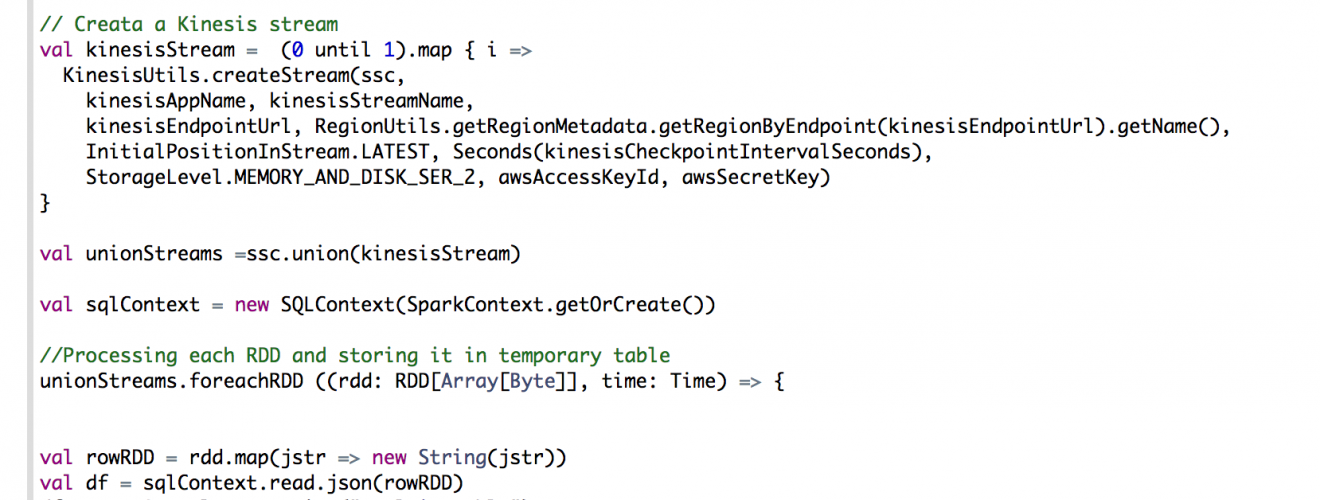 // Creata a Kinesis stream
val kinesisStream =  (0 until 1).map { i =>
  KinesisUtils.createStream(ssc,
    kinesisAppName, kinesisStreamName,
    kinesisEndpointUrl, RegionUtils.getRegionMetadata.getRegionByEndpoint(kinesisEndpointUrl).getName(),
    InitialPositionInStream.LATEST, Seconds(kinesisCheckpointIntervalSeconds),
    StorageLevel.MEMORY_AND_DISK_SER_2, awsAccessKeyId, awsSecretKey)
}
val unionStreams =ssc.union(kinesisStream)
val sqlContext = new SQLContext(SparkContext.getOrCreate())
//Processing each RDD and storing it in temporary table
unionStreams.foreachRDD ((rdd: RDD[Array[Byte]], time: Time) => {
val rowRDD = rdd.map(jstr => new String(jstr))
val df = sqlContext.read.json(rowRDD)